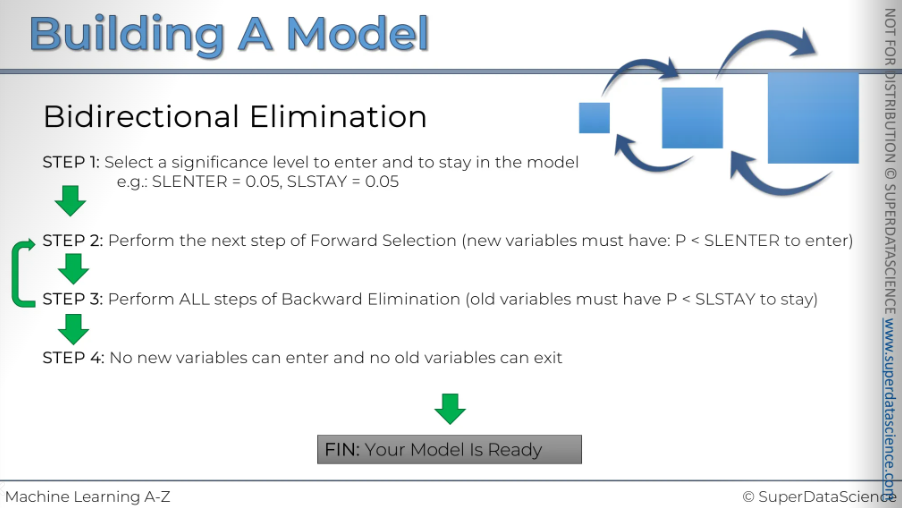 Building A Model
Bidirectional Elimination
STEP 1: Select a significance level to enter and to stay in the model
e.g.: SLENTER = 0.05, SLSTAY = 0.05
STEP 2: Perform the next step of Forward Selection (new variables must have: P < SLENTER to enter)
STEP 3: Perform ALL steps of Backward Elimination (old variables must have P < SLSTAY to stay)
STEP 4: No new variables can enter and no old variables can exit
FIN: Your Model Is Ready
Machine Learning A-Z
© SuperDataScience
NOT FOR DISTRIBUTION © SUPERDATASCIENCE www.superdatascience.com